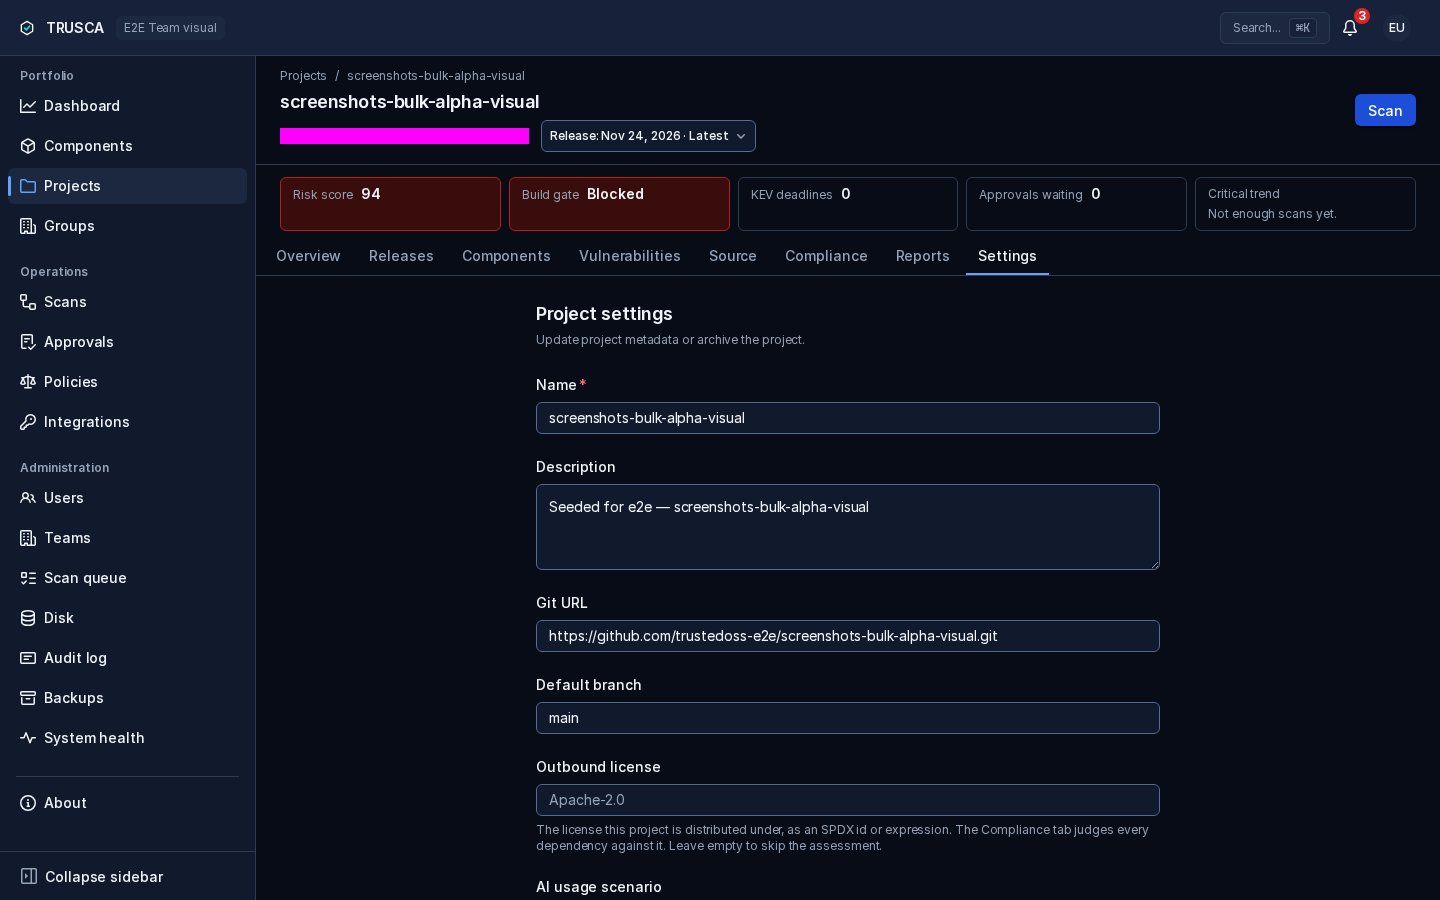 TRUSCA
E2E Team visual
Search...
⌘K
3
EU
Portfolio
Dashboard
Components
Projects
Groups
Operations
Scans
Approvals
Policies
Integrations
Administration
Users
Teams
Scan queue
Disk
Audit log
Backups
System health
About
Collapse sidebar
Projects / screenshots-bulk-alpha-visual
screenshots-bulk-alpha-visual
Release: Nov 24, 2026 · Latest
Scan
Risk score 94
Build gate Blocked
KEV deadlines 0
Approvals waiting 0
Critical trend
Not enough scans yet.
Overview
Releases
Components
Vulnerabilities
Source
Compliance
Reports
Settings
Project settings
Update project metadata or archive the project.
Name *
screenshots-bulk-alpha-visual
Description
Seeded for e2e — screenshots-bulk-alpha-visual
Git URL
https://github.com/trustedoss-e2e/screenshots-bulk-alpha-visual.git
Default branch
main
Outbound license
Apache-2.0
The license this project is distributed under, as an SPDX id or expression. The Compliance tab judges every
dependency against it. Leave empty to skip the assessment.
AI usage scenario